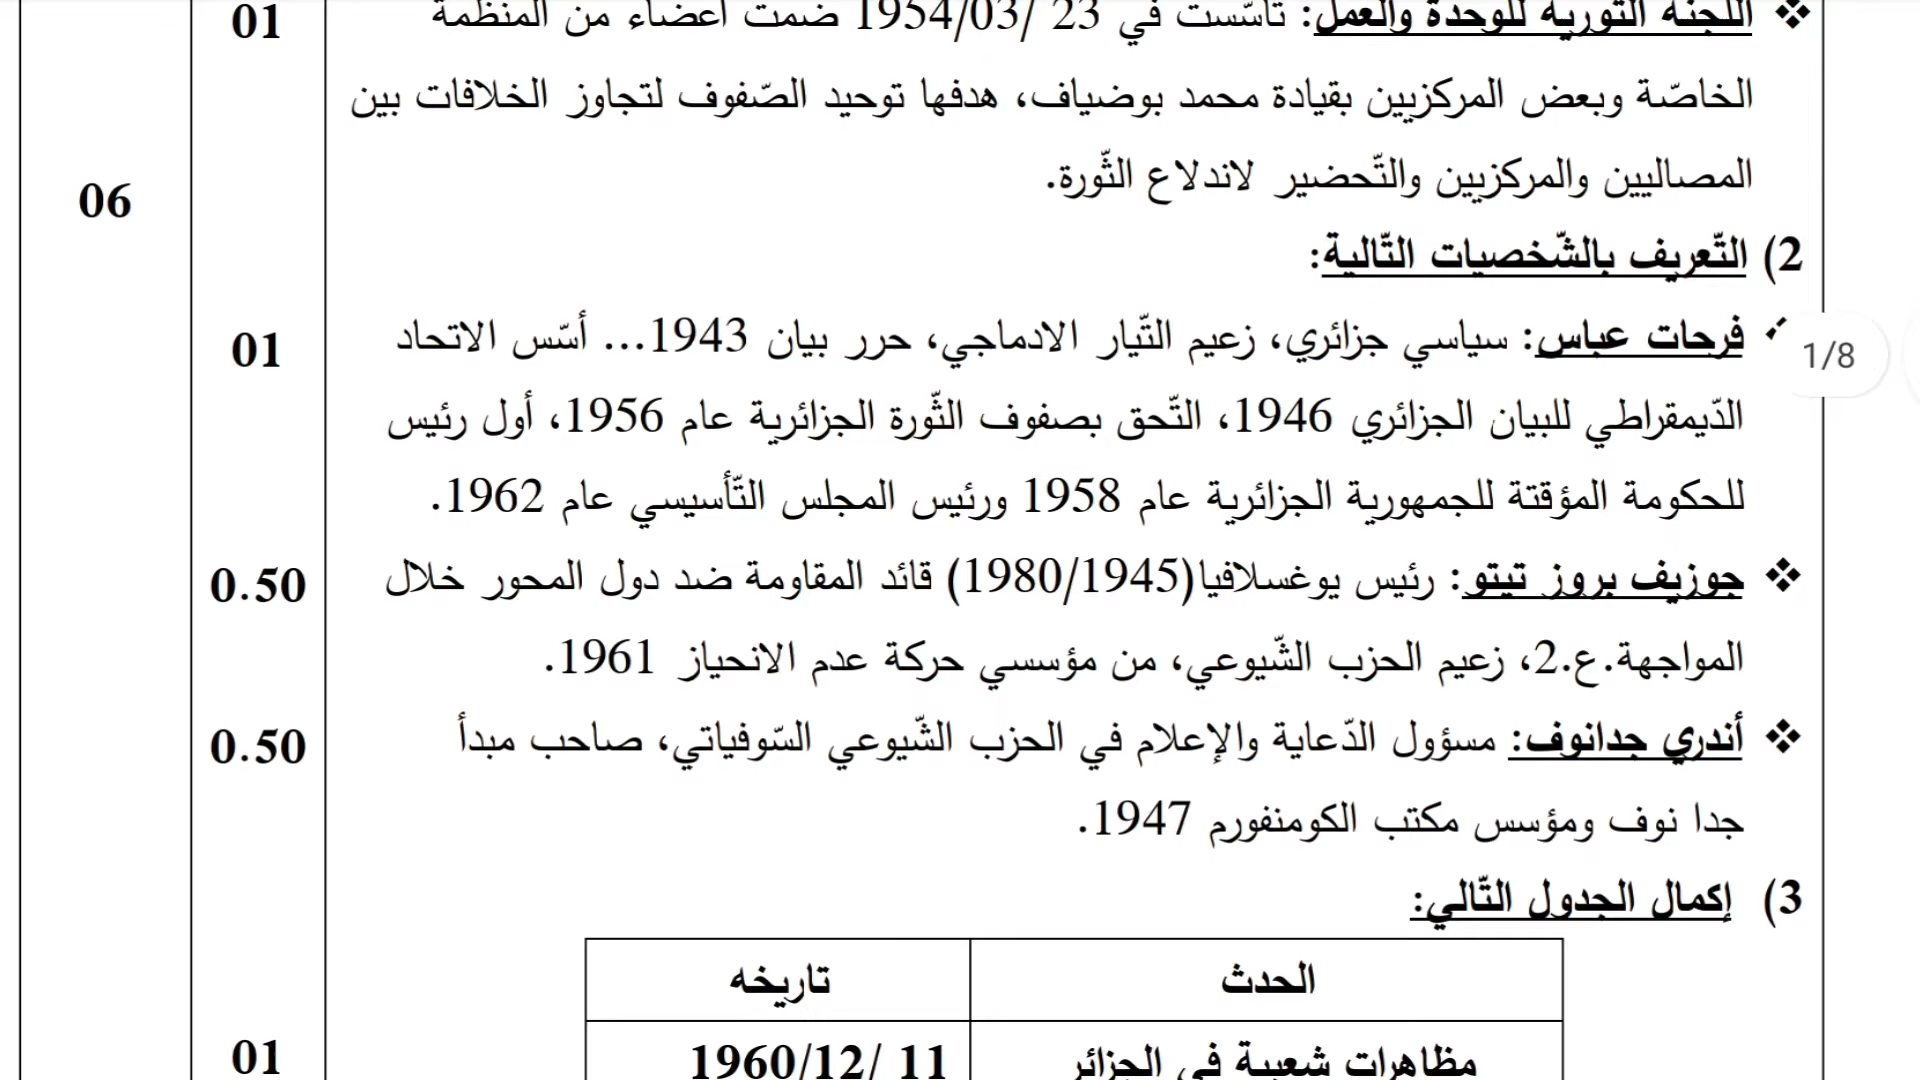 ❖ اللجنة الثورية للوحدة والعمل: تأسّست في 23 /1954/03 ضمت أعضاء من المنظمة 01
الخاصّة وبعض المركزيين بقيادة محمد بوضياف، هدفها توحيد الصّفوف لتجاوز الخلافات بين
المصاليين والمركزيين والتّحضير لاندلاع الثّورة.
06
2) التّعريف بالشّخصيات التّالية:
فرحات عباس: سياسي جزائري، زعيم التّيار الادماجي، حرر بيان 1943... أسّس الاتحاد 01
1/8
الدّيمقراطي للبيان الجزائري 1946، التّحق بصفوف الثّورة الجزائرية عام 1956، أول رئيس
للحكومة المؤقتة للجمهورية الجزائرية عام 1958 ورئيس المجلس التّأسيسي عام 1962.
❖ جوزيف بروز تيتو: رئيس يوغسلافيا(1980/1945) قائد المقاومة ضد دول المحور خلال 0.50
المواجهة.ع.2، زعيم الحزب الشّيوعي، من مؤسسي حركة عدم الانحياز 1961.
❖ أندري جدانوف: مسؤول الدّعاية والإعلام في الحزب الشّيوعي السّوفياتي، صاحب مبدأ 0.50
جدا نوف ومؤسس مكتب الكومنفورم 1947.
3) إكمال الجدول التّالي:
الحدث تاريخه
مظاهرات شعبية في الجزائر 11 /1960/12 01